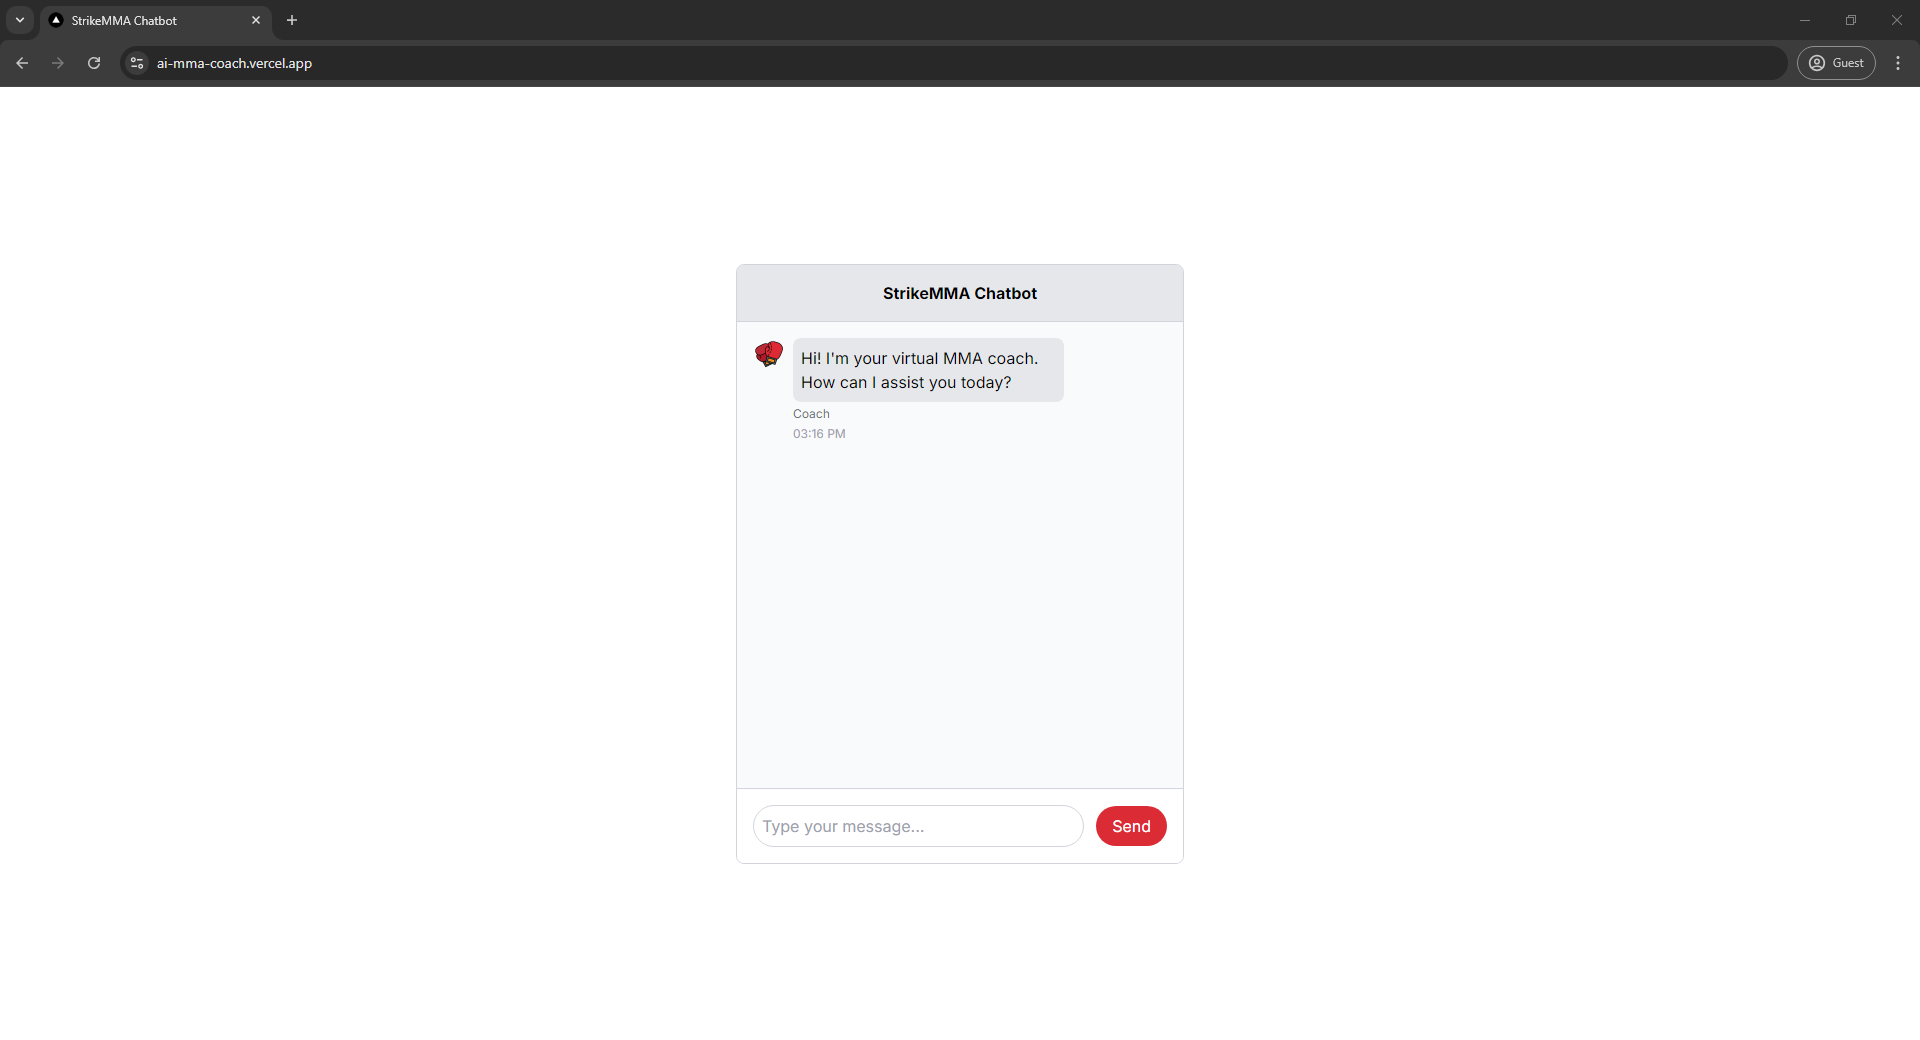 StrikeMMA Chatbot
ai-mma-coach.vercel.app
Guest
StrikeMMA Chatbot
Hi! I'm your virtual MMA coach.
How can I assist you today?
Coach
03:16 PM
Type your message...
Send